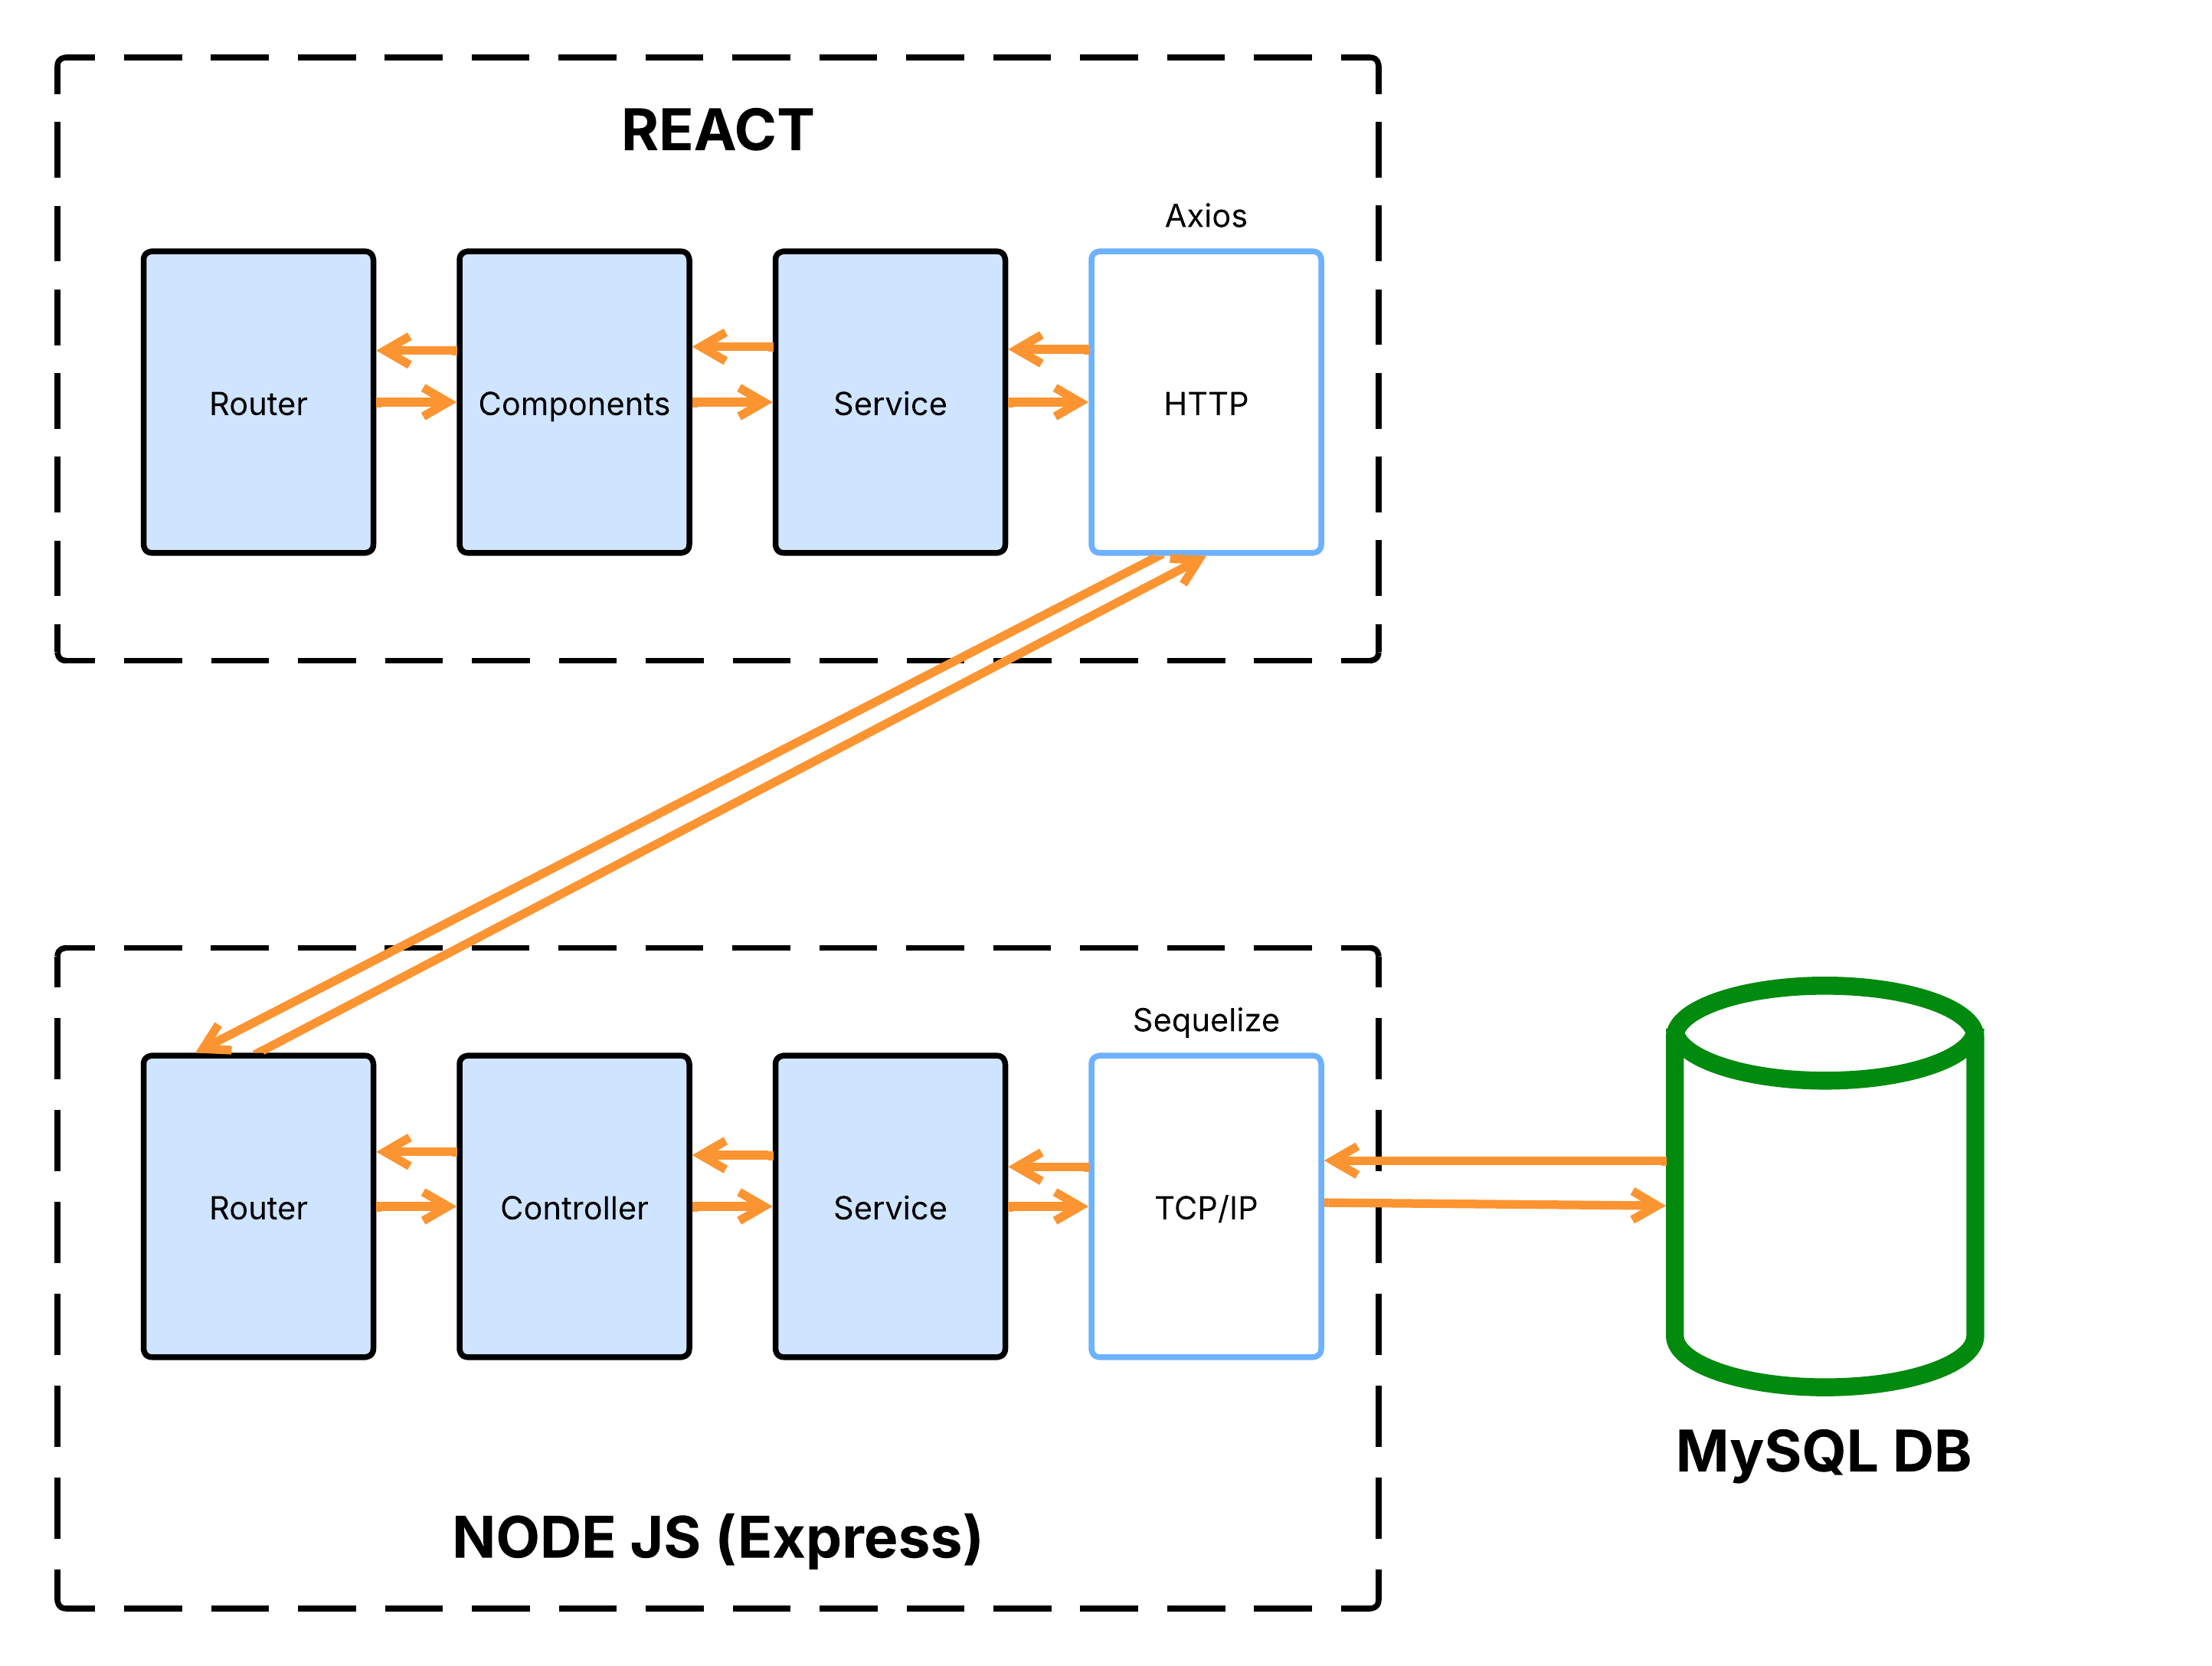 REACT
Axios
Router
Components
Service
HTTP
Sequelize
Router
Controller
Service
TCP/IP
MySQL DB
NODE JS (Express)